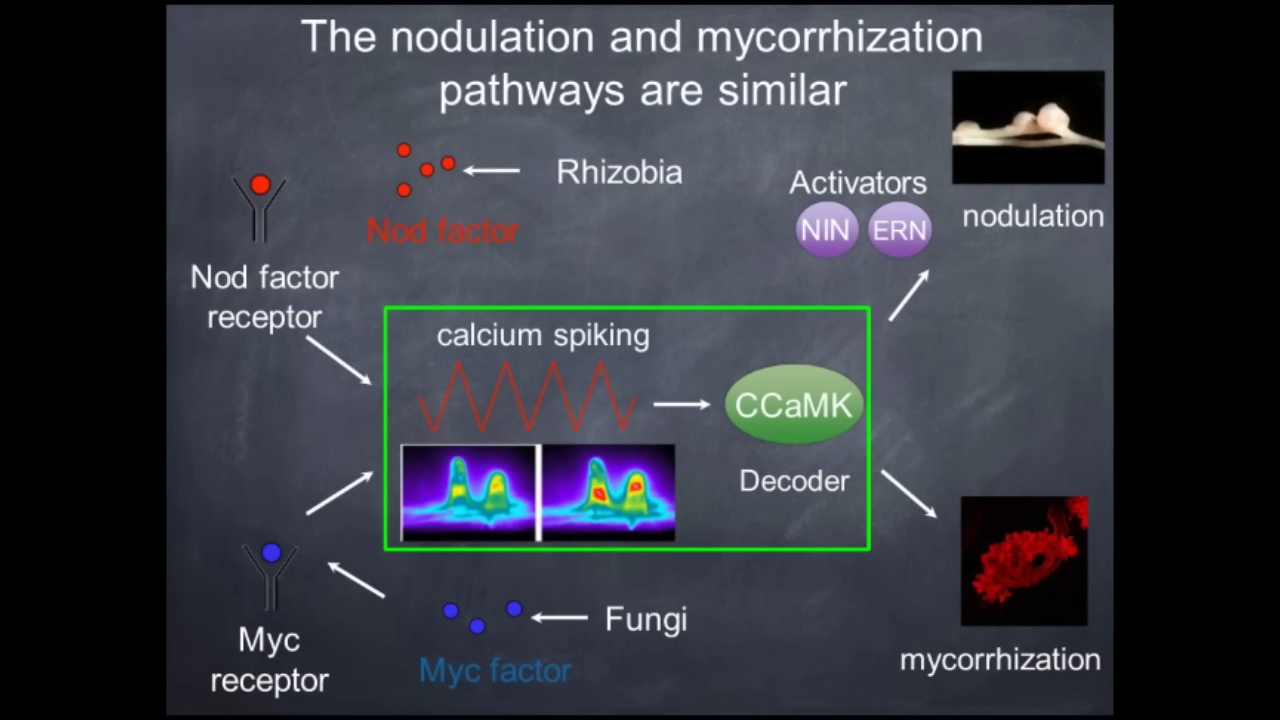 The nodulation and mycorrhization
pathways are similar
Rhizobia
Nod factor
Activators
NIN
ERN
nodulation
Nod factor
receptor
calcium spiking
CCaMK
Decoder
Myc
receptor
Fungi
Myc factor
mycorrhization